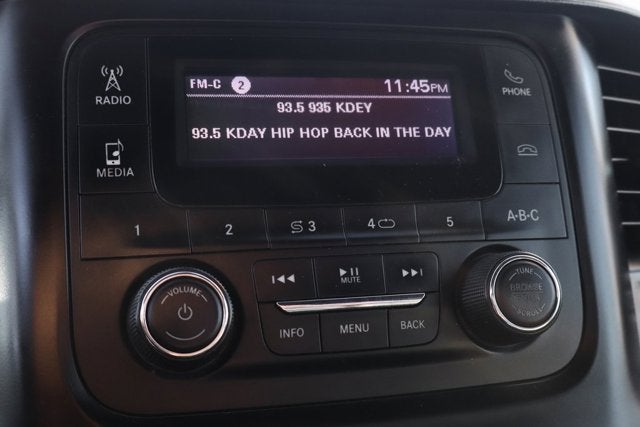 RADIO
MEDIA
FM-C 2 11:45PM
93.5 935 KDEY
93.5 KDAY HIP HOP BACK IN THE DAY
PHONE
1 2 3 4 5 A-B-C
VOLUME
MUTE
INFO MENU BACK
TUNE
BROWSE
SCROLL